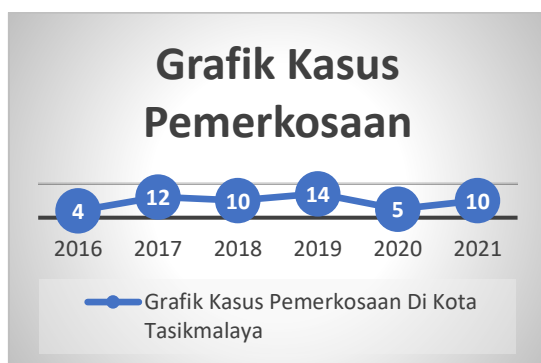 Grafik Kasus
Pemerkosaan
4 12 10 14 5 10
2016 2017 2018 2019 2020 2021
Grafik Kasus Pemerkosaan Di Kota
Tasikmalaya